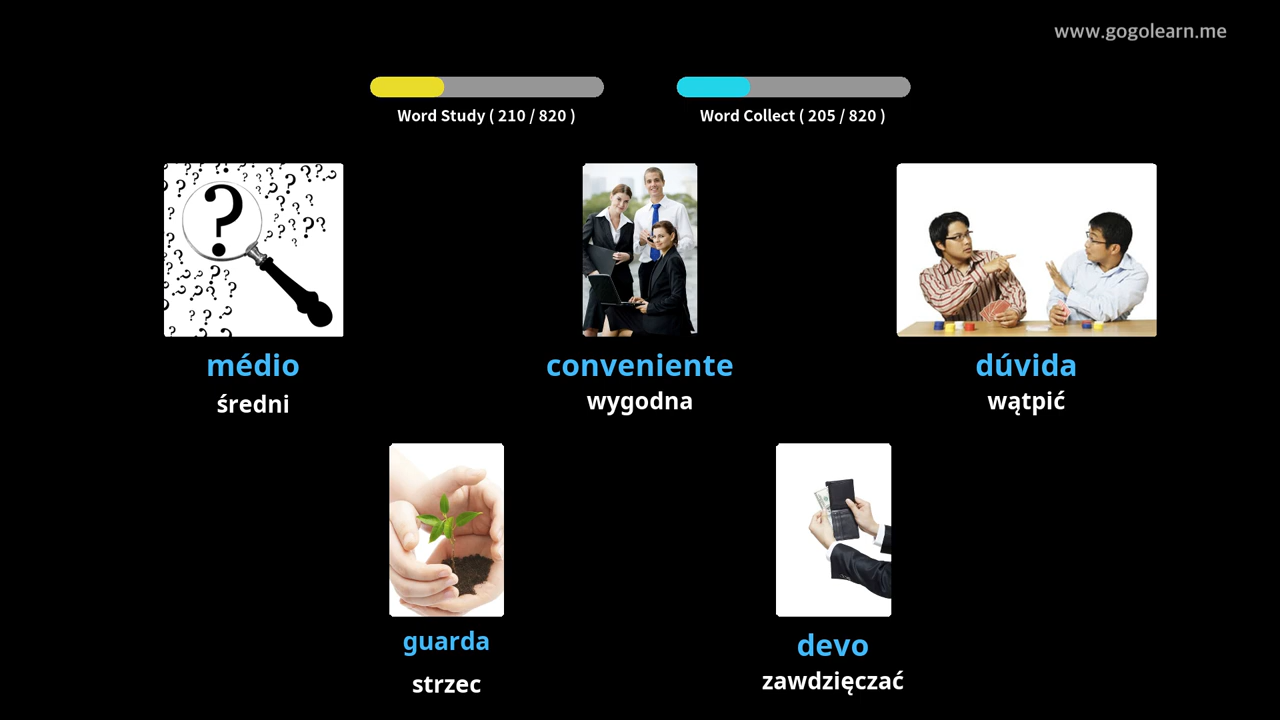 www.gogolearn.me
Word Study ( 210 / 820 )
Word Collect ( 205 / 820 )
médio
średni
conveniente
wygodna
dúvida
wątpić
guarda
strzec
devo
zawdzięczać